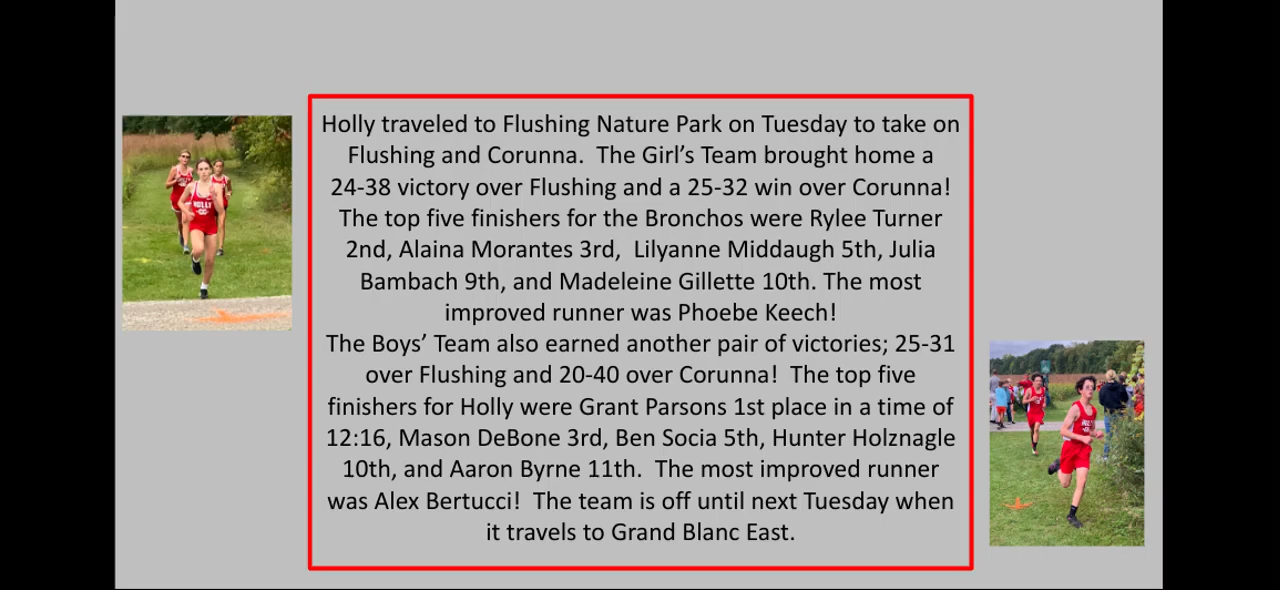 Holly traveled to Flushing Nature Park on Tuesday to take on
Flushing and Corunna.  The Girl’s Team brought home a
24-38 victory over Flushing and a 25-32 win over Corunna!
The top five finishers for the Bronchos were Rylee Turner
2nd, Alaina Morantes 3rd,  Lilyanne Middaugh 5th, Julia
Bambach 9th, and Madeleine Gillette 10th. The most
improved runner was Phoebe Keech!
The Boys’ Team also earned another pair of victories; 25-31
over Flushing and 20-40 over Corunna!  The top five
finishers for Holly were Grant Parsons 1st place in a time of
12:16, Mason DeBone 3rd, Ben Socia 5th, Hunter Holznagle
10th, and Aaron Byrne 11th.  The most improved runner
was Alex Bertucci!  The team is off until next Tuesday when
it travels to Grand Blanc East.
HOLLY
CC